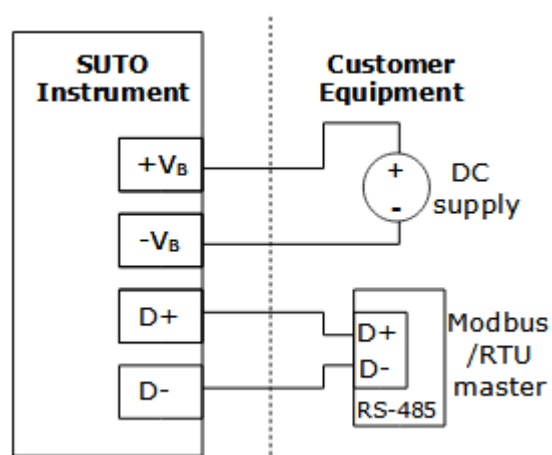 SUTO
Instrument
Customer
Equipment
+VB
-VB
D+
D-
+
-
DC
supply
D+
D-
RS-485
Modbus
/RTU
master